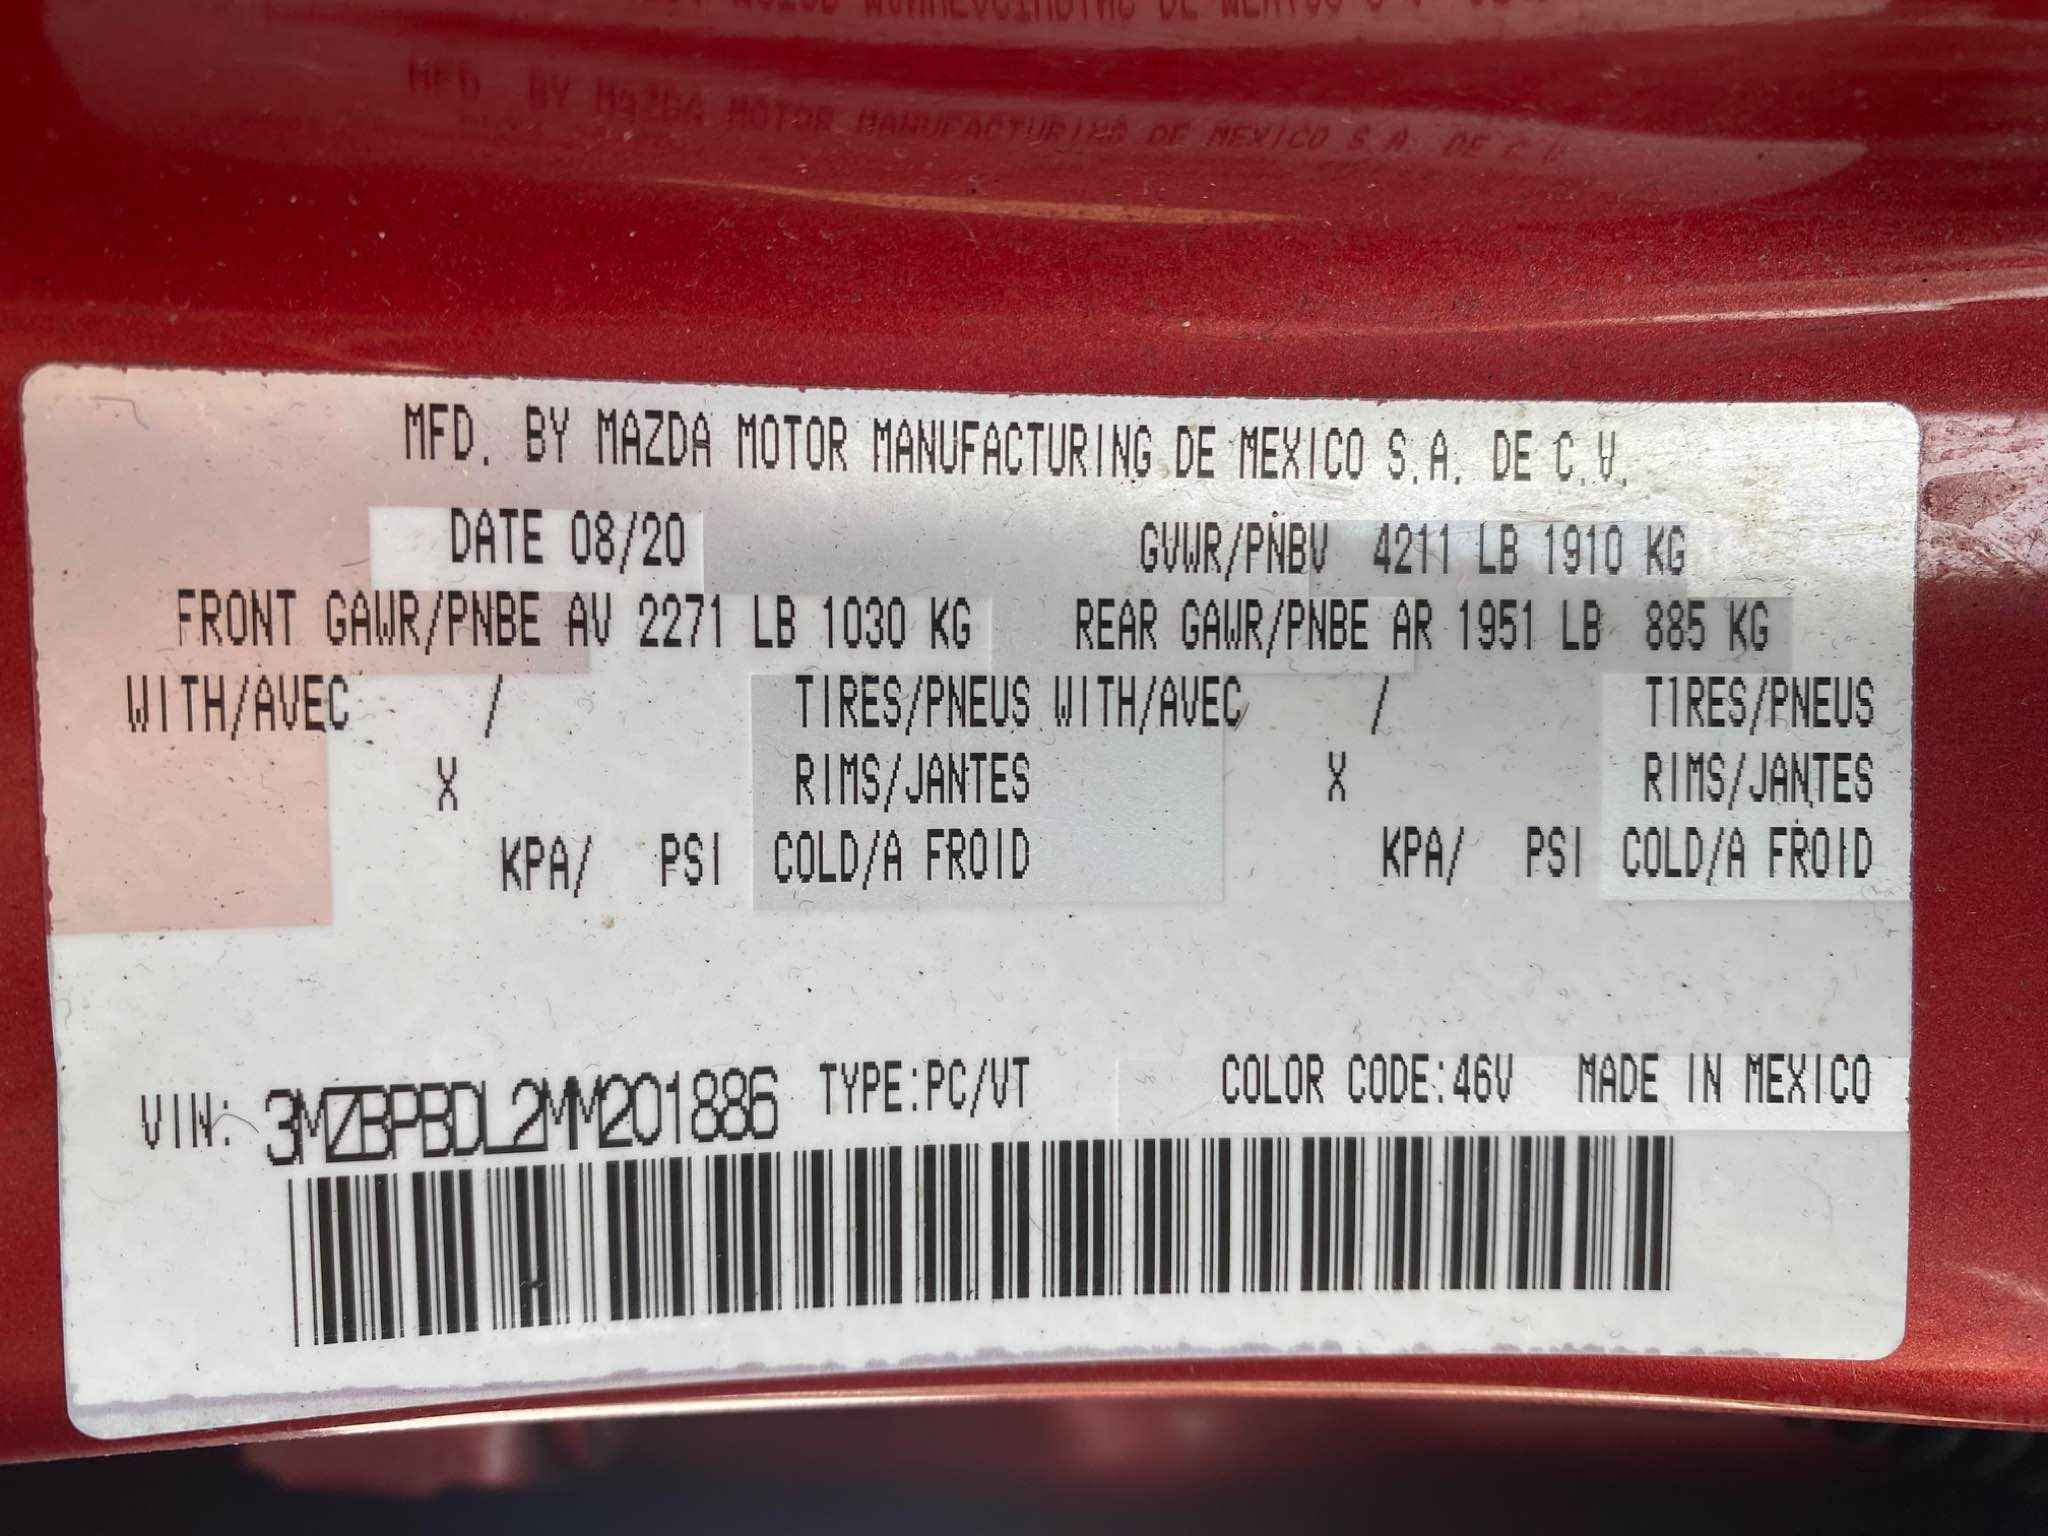 MFD. BY MAZDA MOTOR MANUFACTURING DE MEXICO S.A. DE C.V.
MFD. BY MAZDA MOTOR MANUFACTURING DE MEXICO S.A. DE C.V.
DATE 08/20 GVWR/PNBV 4211 LB 1910 KG
FRONT GAWR/PNBE AV 2271 LB 1030 KG REAR GAWR/PNBE AR 1951 LB 885 KG
WITH/AVEC / TIRES/PNEUS WITH/AVEC / TIRES/PNEUS
X RIMS/JANTES X RIMS/JANTES
KPA/ PSI COLD/A FROID KPA/ PSI COLD/A FROID
VIN: 3MZBPBDL2MM201886 TYPE:PC/VT COLOR CODE:46V MADE IN MEXICO